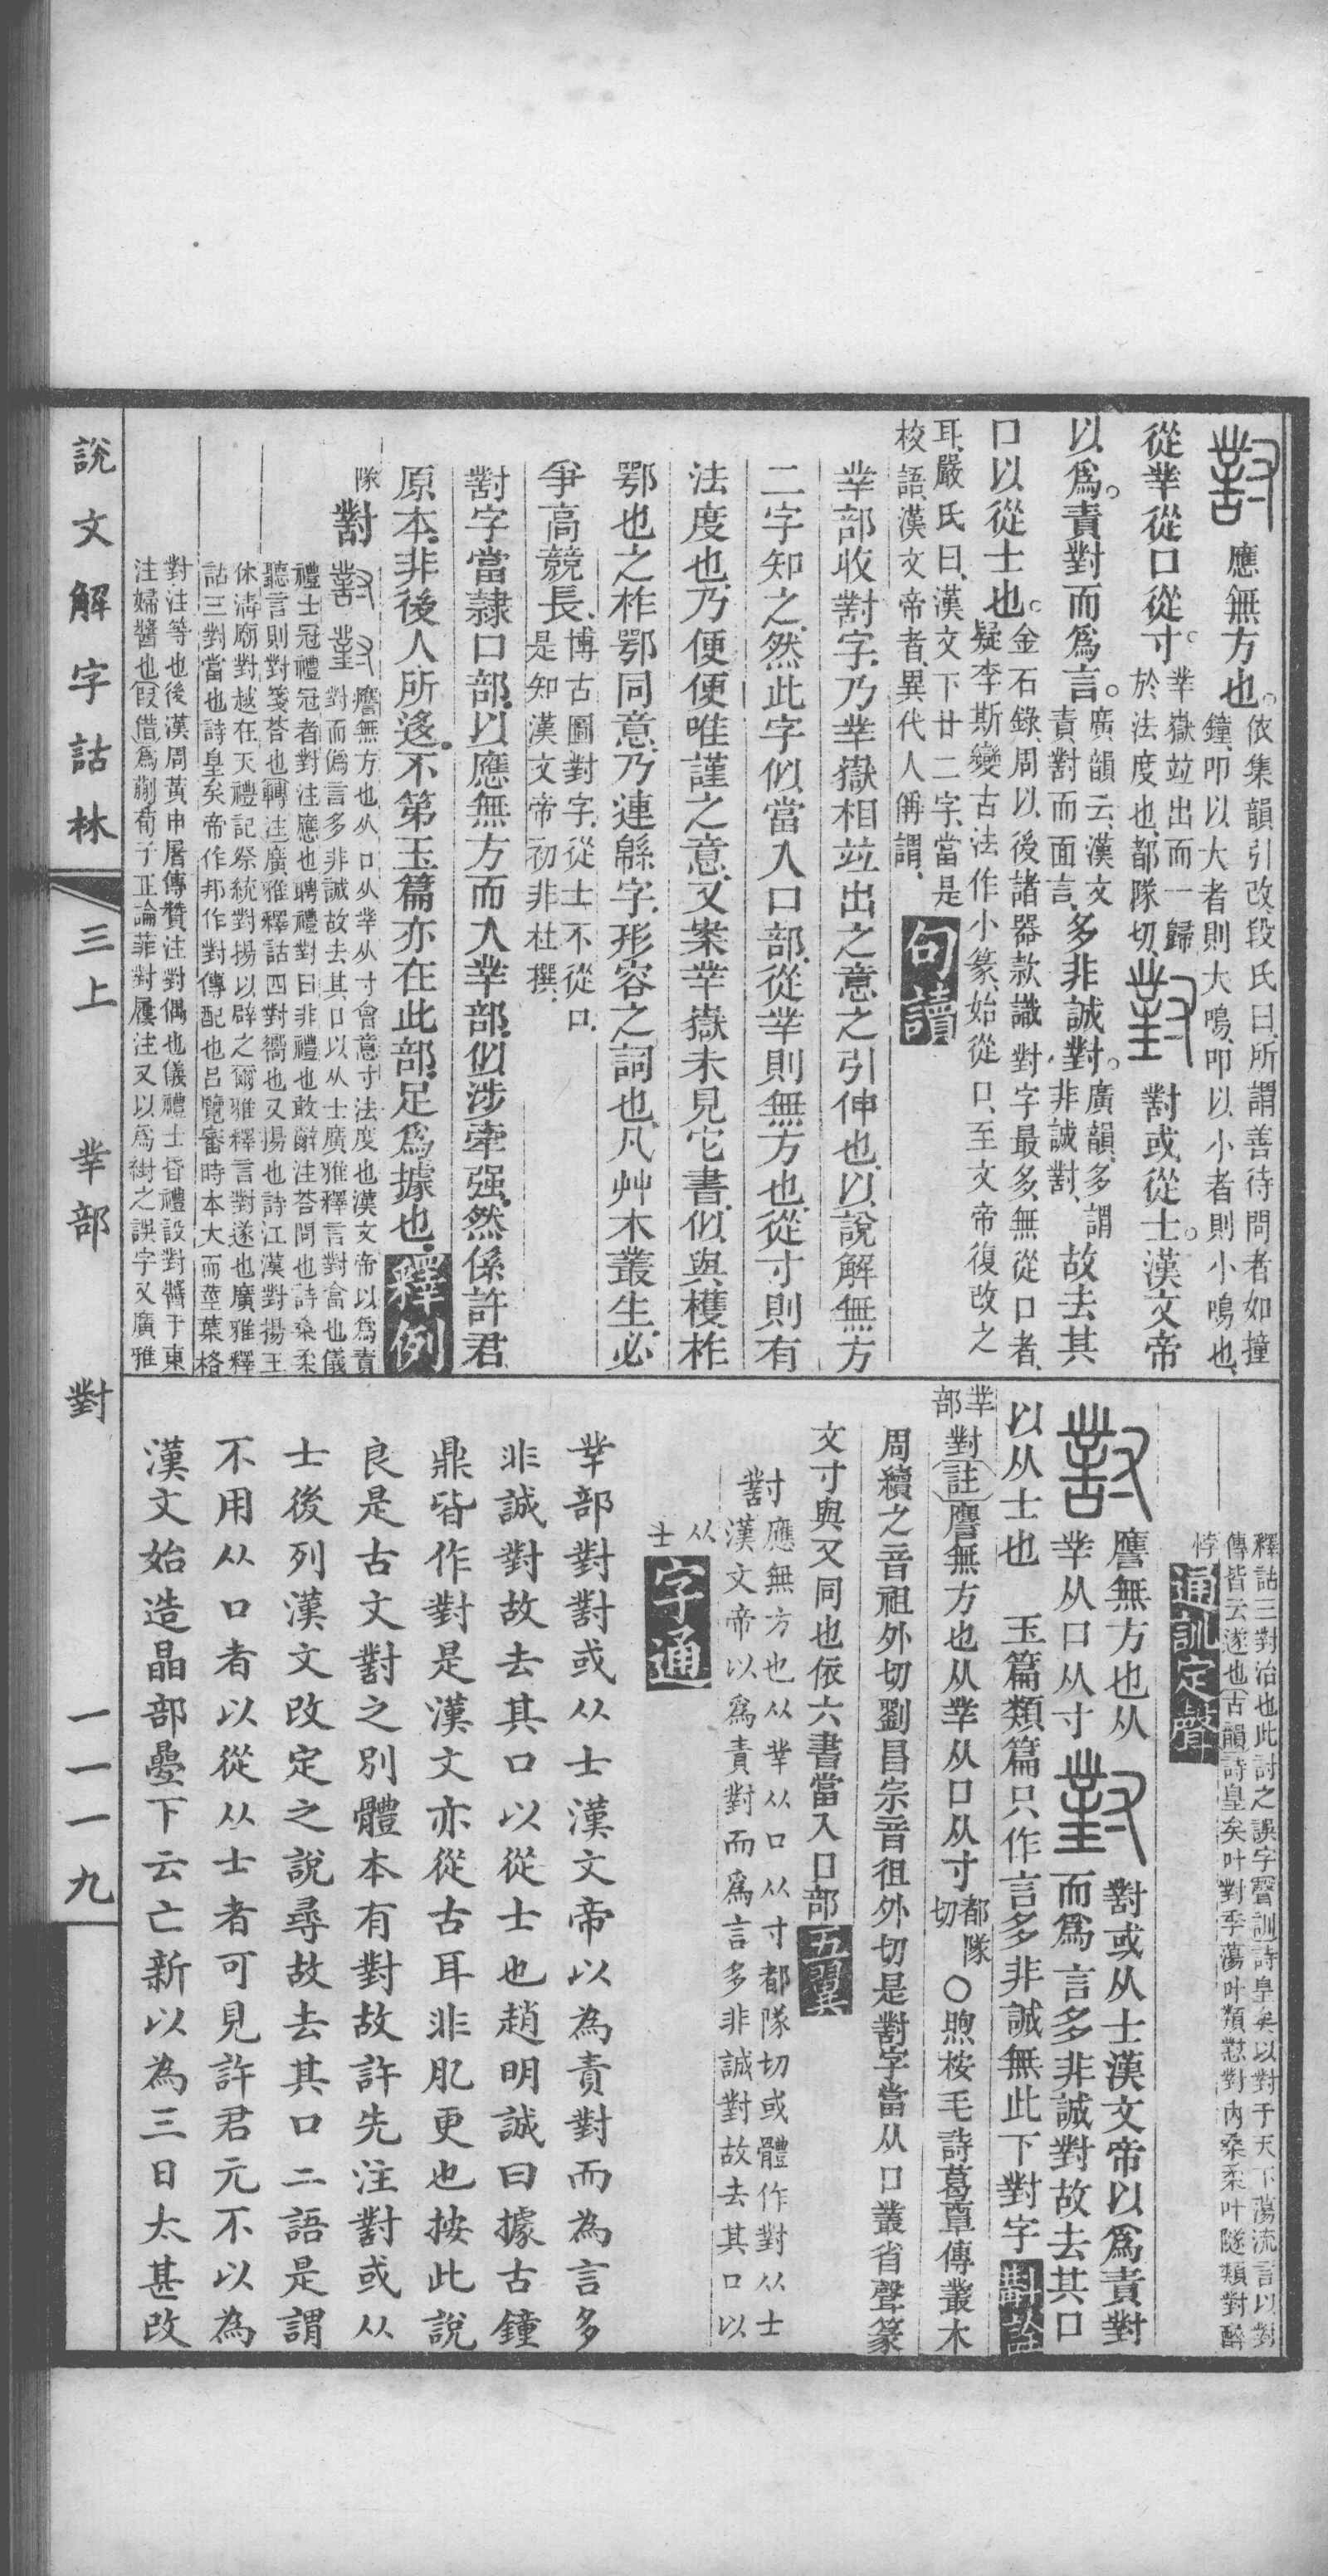 應無方也。依集韻引改、段氏曰、所謂善待問者如撞
鐘、叩以大者則大鳴、叩以小者則小鳴也、
從丵從口從寸。丵嶽竝出而一歸
於法度也、都隊切、
對或從士。漢文帝
以爲。責對而爲言。廣韻云、漢文
責對而面言、多非誠對。廣韻、多謂
非誠對、故去其
口以從士也。金石錄、周以後諸器款識、對字最多、無從口者、
疑李斯變古法作小篆、始從口、至文帝復改之
耳、嚴氏曰、漢文下廿二字、當是
校語、漢文帝者、異代人偁謂、句讀
丵部收對字、乃丵嶽相竝出之意之引伸也、以說解無方
二字知之、然此字似當入口部、從丵則無方也、從寸則有
法度也、乃便便唯謹之意、又案丵嶽未見它書、似與椲柞
鄂也之柞鄂同意、乃連緜字、形容之詞也、凡艸木叢生、必
爭高競長、博古圖對字、從士不從口、
是知漢文帝初非杜撰、
對字當隸口部、以應無方而入丵部、似涉牽强、然係許君
原本、非後人所迻、不第玉篇亦在此部、足爲據也、釋例
隊 對 譍無方也从口从丵从寸會意寸法度也漢文帝以爲責
對而僞言多非誠故去其口以从士廣雅釋言對畣也儀
禮士冠禮冠者對注應也聘禮對曰非禮也敢辭注荅問也詩桑柔
聽言則對箋荅也轉注廣雅釋詁四對嚮也又揚也詩江漢對揚王
休淸廟對越在天禮記祭統對揚以辟之爾雅釋言對遂也廣雅釋
詁三對當也詩皇矣帝作邦作對傳配也呂覽審時本大而莖葉格
對注等也後漢周黃申屠傳贊注對偶也儀禮士昏禮設對醬于東
注婦醬也叚借爲蒯荀子正論菲對屨注又以爲紨之誤字又廣雅
釋詁三對治也此討之誤字聲訓詩皇矣以對于天下蕩流言以對
傳皆云遂也古韻詩皇矣叶對季蕩叶類懟對內桑柔叶隧類對醉
悖 通訓定聲
譍無方也从
丵从口从寸 對或从士漢文帝以爲責對
而爲言多非誠對故去其口
以从士也 玉篇類篇只作言多非誠無此下對字 斠詮
丵部 對註譍無方也从丵从口从寸都隊切○煦桉毛詩葛覃傳叢木
周續之音祖外切劉昌宗音徂外切是對字當从口叢省聲篆
文寸與又同也依六書當入口部 五翼
對應無方也从丵从口从寸都隊切或體作對从士
漢文帝以爲責對而爲言多非誠對故去其口以
从士 字通
丵部對對或从士漢文帝以為責對而為言多
非誠對故去其口以從士也趙明誠曰據古鐘
鼎皆作對是漢文亦從古耳非肊更也按此說
良是古文對之別體本有對故許先注對或从
士後列漢文改定之說尋故去其口二語是謂
不用从口者以從从士者可見許君元不以為
漢文始造晶部疊下云亡新以為三日太甚改
說文解字詁林 三上 丵部 對 一一一九